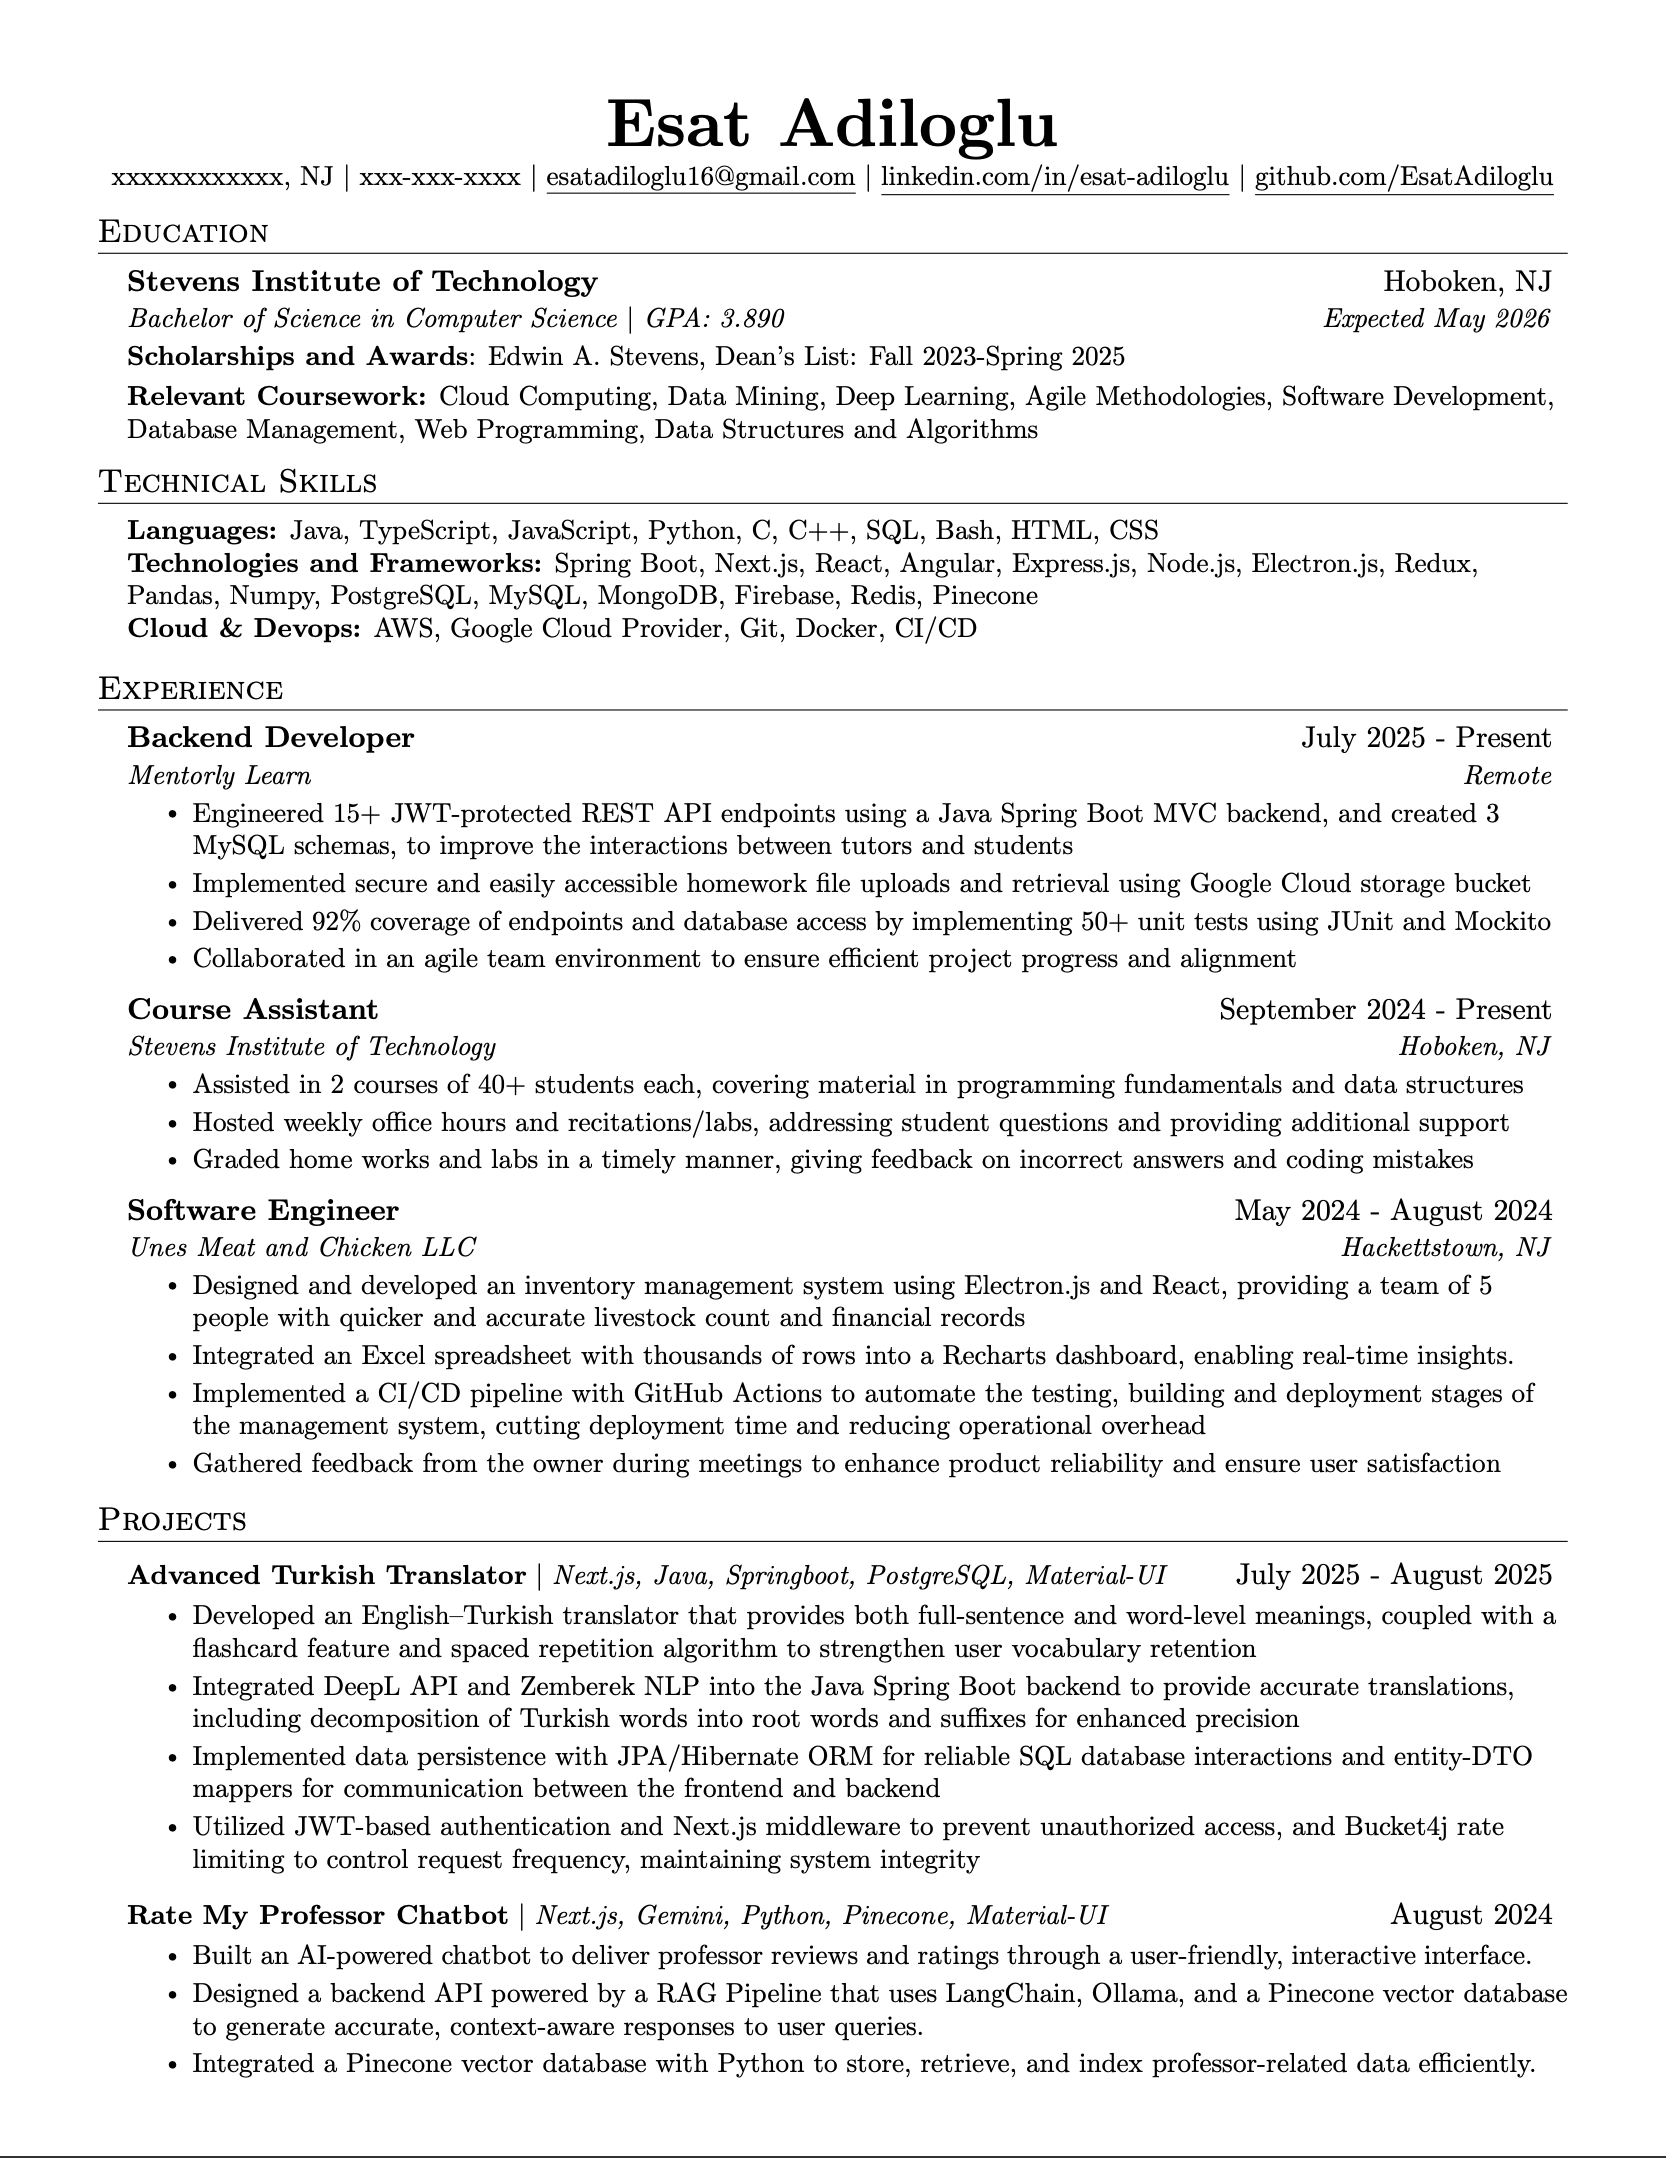 Esat Adiloglu
xxxxxxxxxxxx, NJ | xxx-xxx-xxxx | esatadiloglu16@gmail.com | linkedin.com/in/esat-adiloglu | github.com/EsatAdiloglu
Education
Stevens Institute of Technology Hoboken, NJ
Bachelor of Science in Computer Science | GPA: 3.890 Expected May 2026
Scholarships and Awards: Edwin A. Stevens, Dean's List: Fall 2023-Spring 2025
Relevant Coursework: Cloud Computing, Data Mining, Deep Learning, Agile Methodologies, Software Development,
Database Management, Web Programming, Data Structures and Algorithms
Technical Skills
Languages: Java, TypeScript, JavaScript, Python, C, C++, SQL, Bash, HTML, CSS
Technologies and Frameworks: Spring Boot, Next.js, React, Angular, Express.js, Node.js, Electron.js, Redux,
Pandas, Numpy, PostgreSQL, MySQL, MongoDB, Firebase, Redis, Pinecone
Cloud & Devops: AWS, Google Cloud Provider, Git, Docker, CI/CD
Experience
Backend Developer July 2025 - Present
Mentorly Learn Remote
• Engineered 15+ JWT-protected REST API endpoints using a Java Spring Boot MVC backend, and created 3
MySQL schemas, to improve the interactions between tutors and students
• Implemented secure and easily accessible homework file uploads and retrieval using Google Cloud storage bucket
• Delivered 92% coverage of endpoints and database access by implementing 50+ unit tests using JUnit and Mockito
• Collaborated in an agile team environment to ensure efficient project progress and alignment
Course Assistant September 2024 - Present
Stevens Institute of Technology Hoboken, NJ
• Assisted in 2 courses of 40+ students each, covering material in programming fundamentals and data structures
• Hosted weekly office hours and recitations/labs, addressing student questions and providing additional support
• Graded home works and labs in a timely manner, giving feedback on incorrect answers and coding mistakes
Software Engineer May 2024 - August 2024
Unes Meat and Chicken LLC Hackettstown, NJ
• Designed and developed an inventory management system using Electron.js and React, providing a team of 5
people with quicker and accurate livestock count and financial records
• Integrated an Excel spreadsheet with thousands of rows into a Recharts dashboard, enabling real-time insights.
• Implemented a CI/CD pipeline with GitHub Actions to automate the testing, building and deployment stages of
the management system, cutting deployment time and reducing operational overhead
• Gathered feedback from the owner during meetings to enhance product reliability and ensure user satisfaction
Projects
Advanced Turkish Translator | Next.js, Java, Springboot, PostgreSQL, Material-UI July 2025 - August 2025
• Developed an English–Turkish translator that provides both full-sentence and word-level meanings, coupled with a
flashcard feature and spaced repetition algorithm to strengthen user vocabulary retention
• Integrated DeepL API and Zemberek NLP into the Java Spring Boot backend to provide accurate translations,
including decomposition of Turkish words into root words and suffixes for enhanced precision
• Implemented data persistence with JPA/Hibernate ORM for reliable SQL database interactions and entity-DTO
mappers for communication between the frontend and backend
• Utilized JWT-based authentication and Next.js middleware to prevent unauthorized access, and Bucket4j rate
limiting to control request frequency, maintaining system integrity
Rate My Professor Chatbot | Next.js, Gemini, Python, Pinecone, Material-UI August 2024
• Built an AI-powered chatbot to deliver professor reviews and ratings through a user-friendly, interactive interface.
• Designed a backend API powered by a RAG Pipeline that uses LangChain, Ollama, and a Pinecone vector database
to generate accurate, context-aware responses to user queries.
• Integrated a Pinecone vector database with Python to store, retrieve, and index professor-related data efficiently.